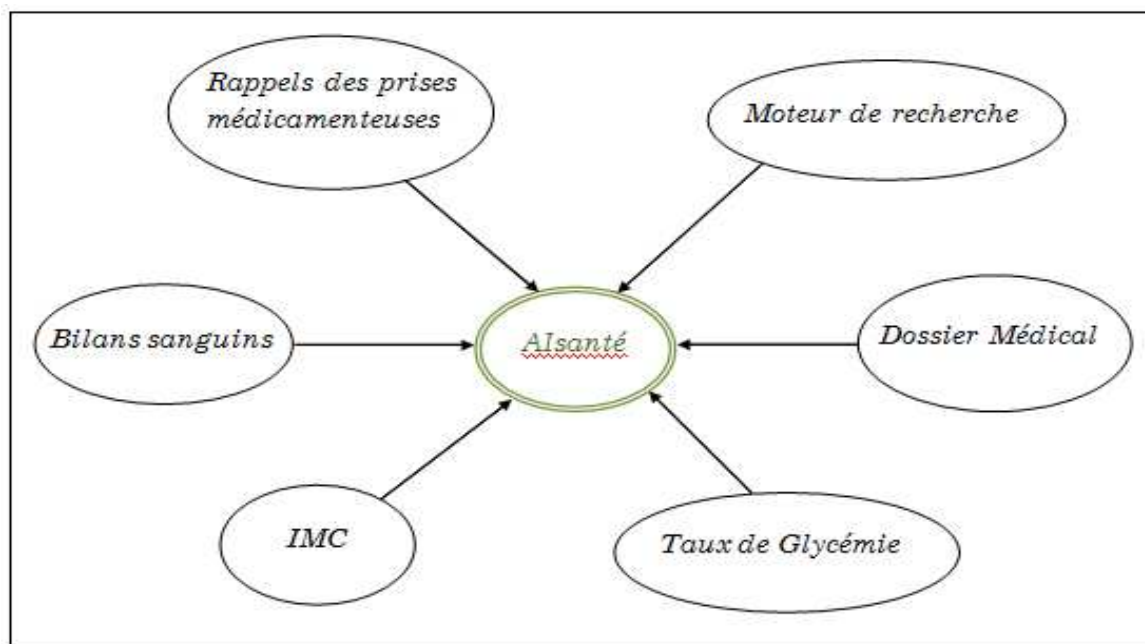 Rappels des prises
médicamenteuses
Moteur de recherche
Bilans sanguins
AIsanté
Dossier Médical
IMC
Taux de Glycémie